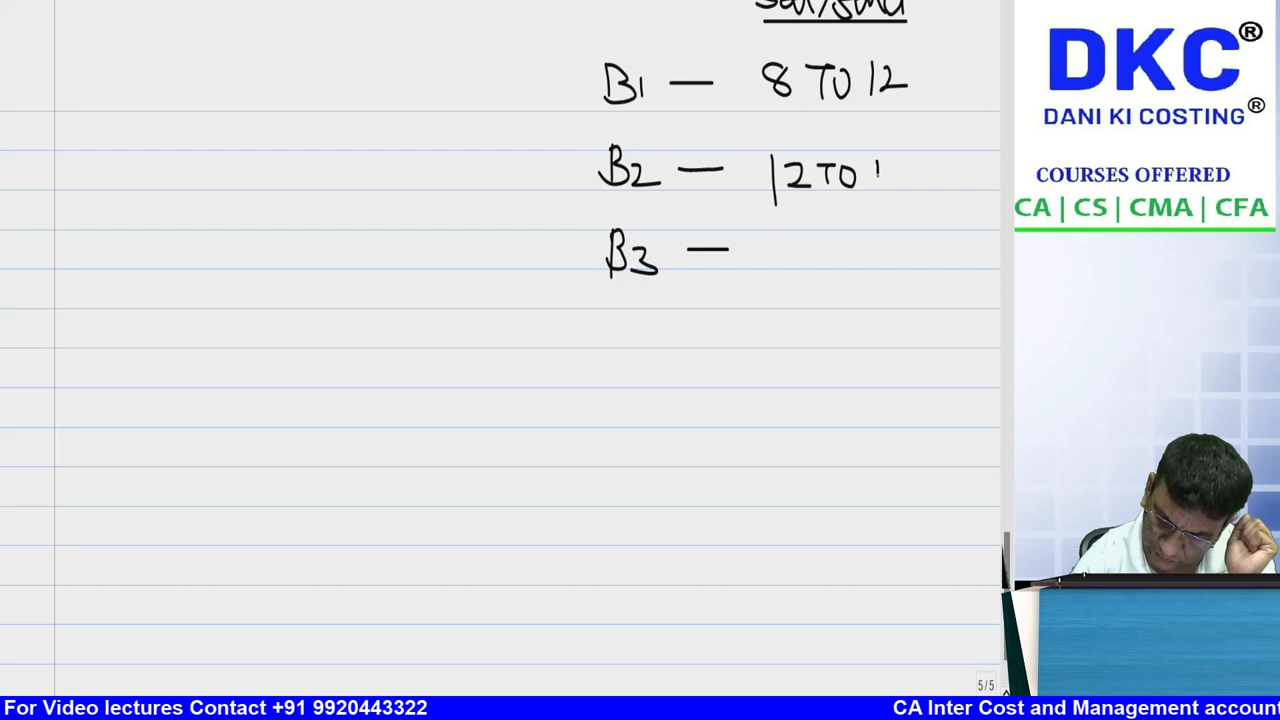 B1 — 8 TO 12
B2 — 12 TO
B3 —
DKC®
DANI KI COSTING®
COURSES OFFERED
CA | CS | CMA | CFA
5/5
For Video lectures Contact +91 9920443322
CA Inter Cost and Management account